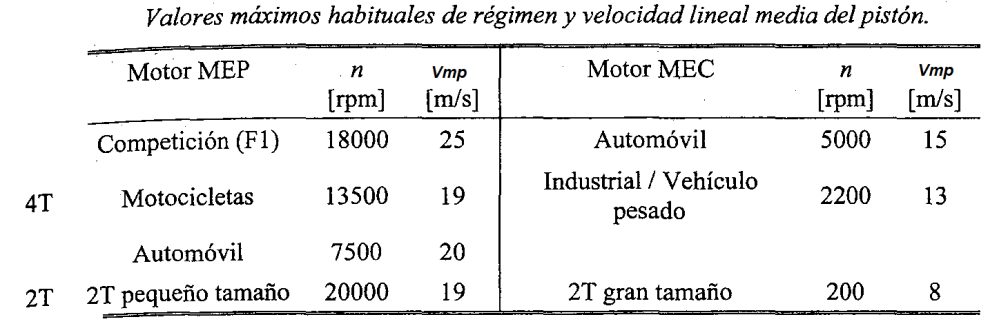 Valores máximos habituales de régimen y velocidad lineal media del pistón.
Motor MEP n Vmp Motor MEC n Vmp
[rpm] [m/s] [rpm] [m/s]
Competición (F1) 18000 25 Automóvil 5000 15
4T Motocicletas 13500 19 Industrial / Vehículo pesado 2200 13
Automóvil 7500 20
2T 2T pequeño tamaño 20000 19 2T gran tamaño 200 8